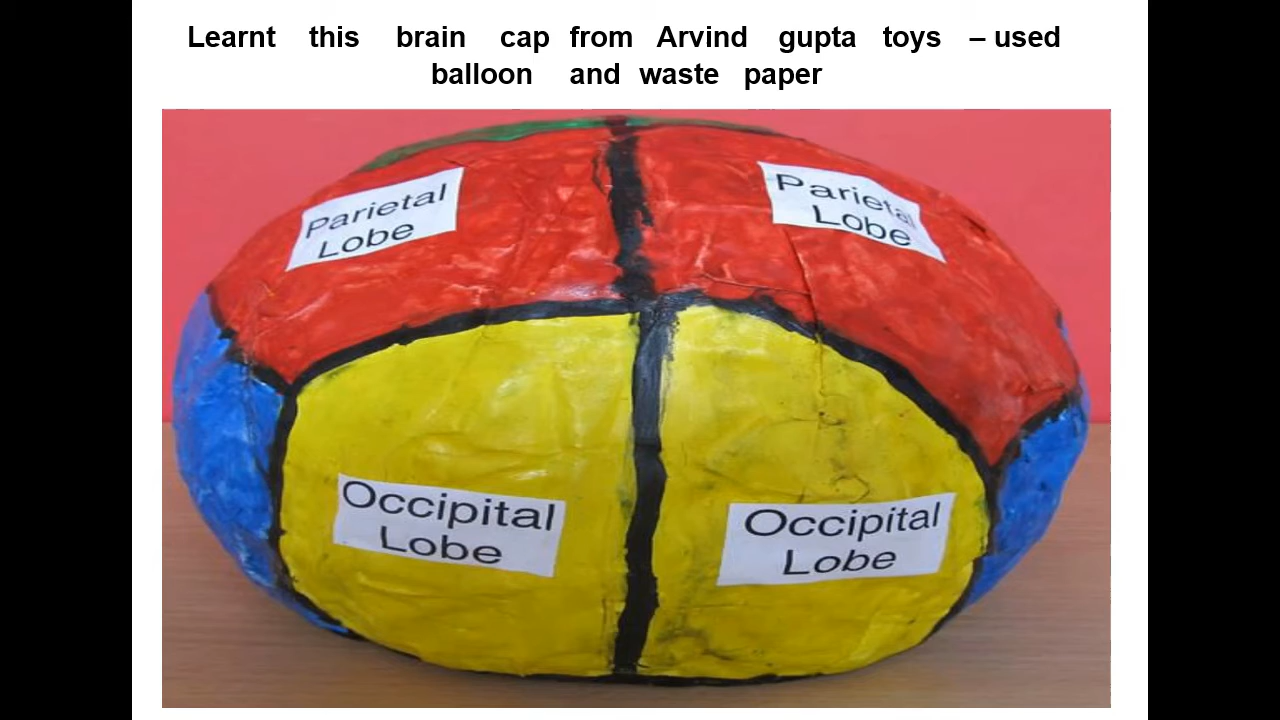 Learnt this brain cap from Arvind gupta toys – used
balloon and waste paper
Parietal
Lobe
Parietal
Lobe
Occipital
Lobe
Occipital
Lobe